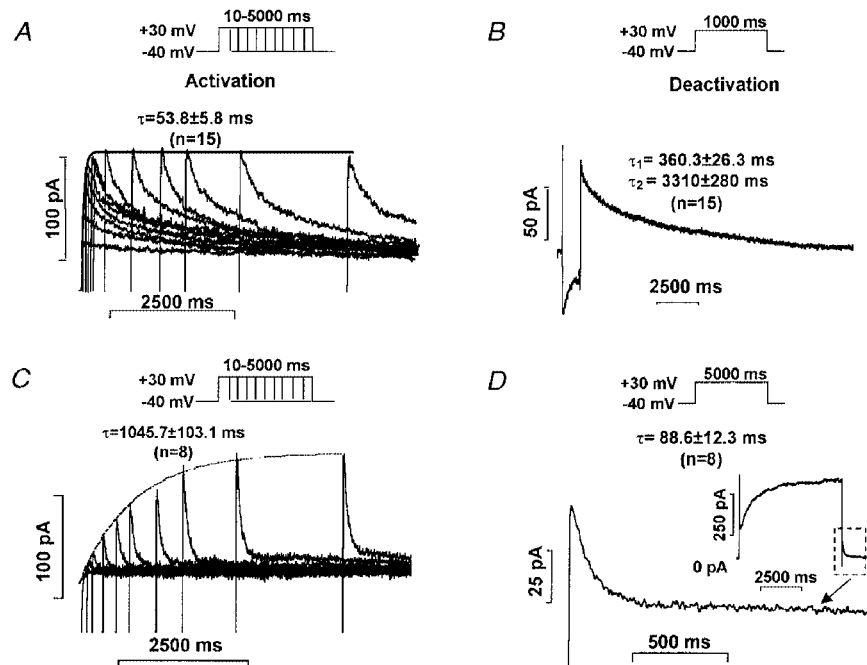 A
10-5000 ms
+30 mV
-40 mV
Activation
τ=53.8±5.8 ms
(n=15)
100 pA
2500 ms
B
1000 ms
+30 mV
-40 mV
Deactivation
τ1= 360.3±26.3 ms
τ2= 3310±280 ms
(n=15)
50 pA
2500 ms
C
10-5000 ms
+30 mV
-40 mV
τ=1045.7±103.1 ms
(n=8)
100 pA
2500 ms
D
5000 ms
+30 mV
-40 mV
τ= 88.6±12.3 ms
(n=8)
250 pA
0 pA
2500 ms
25 pA
500 ms